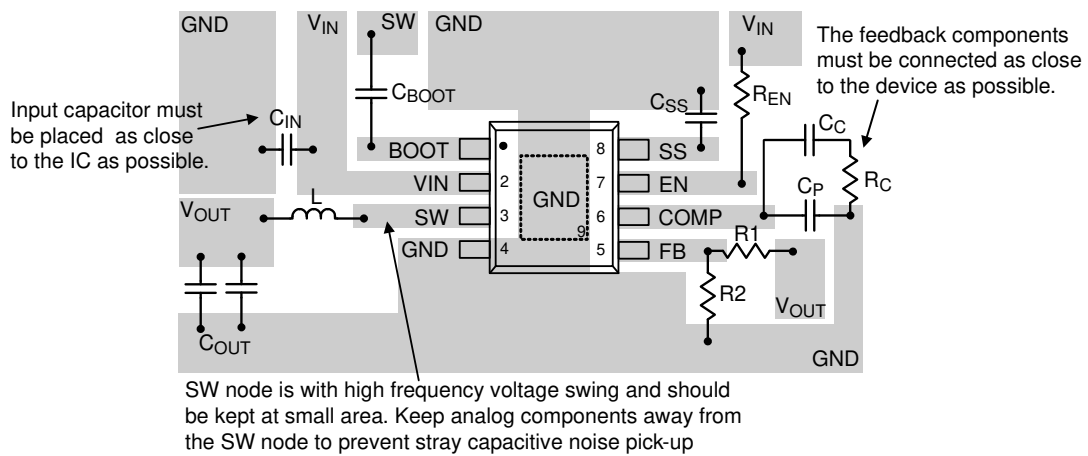 GND
VIN
SW
GND
VIN
The feedback components
must be connected as close
to the device as possible.
Input capacitor must
be placed as close
to the IC as possible.
CIN
CBOOT
CSS
REN
CC
RC
CP
BOOT
8
SS
VIN
2
GND
7
EN
VOUT
L
SW
3
6
COMP
GND
4
9
5
FB
R1
R2
VOUT
COUT
GND
SW node is with high frequency voltage swing and should
be kept at small area. Keep analog components away from
the SW node to prevent stray capacitive noise pick-up